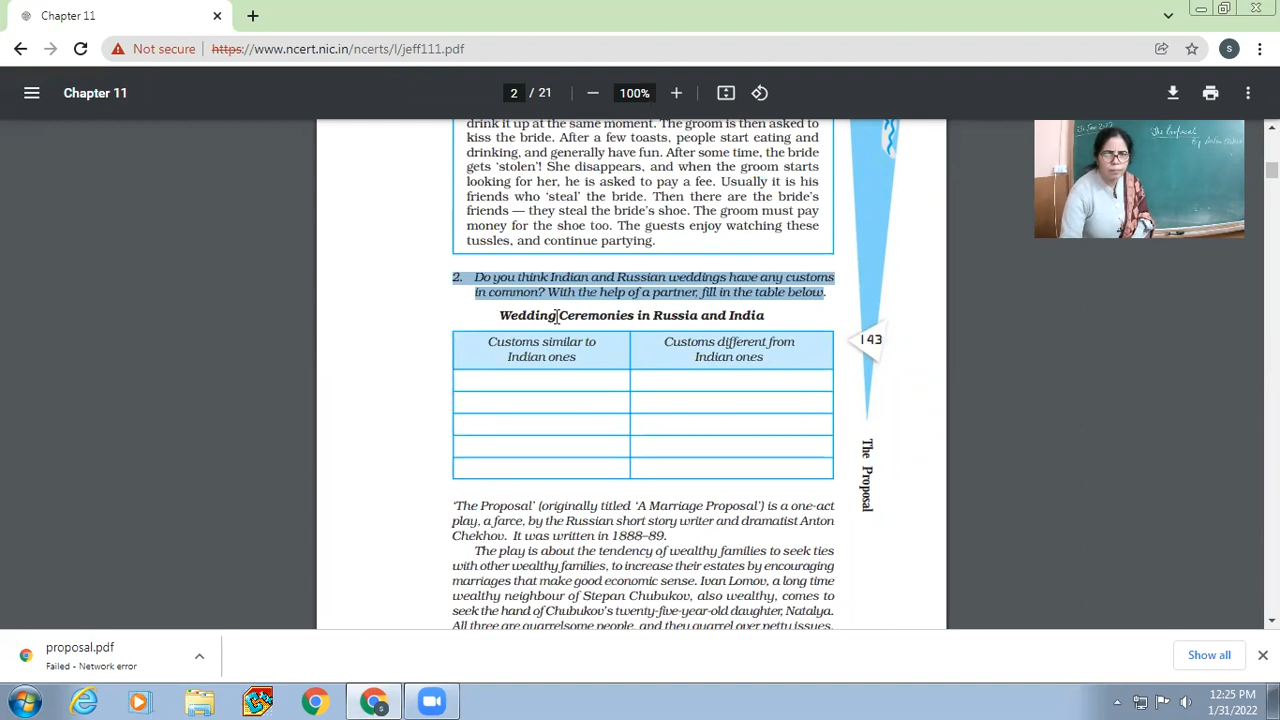 Chapter 11
Not secure
https://www.ncert.nic.in/ncerts/l/jeff111.pdf
S
Chapter 11
2 / 21
100%
drink it up at the same moment. The groom is then asked to
kiss the bride. After a few toasts, people start eating and
drinking, and generally have fun. After some time, the bride
gets ‘stolen’! She disappears, and when the groom starts
looking for her, he is asked to pay a fee. Usually it is his
friends who ‘steal’ the bride. Then there are the bride’s
friends — they steal the bride’s shoe. The groom must pay
money for the shoe too. The guests enjoy watching these
tussles, and continue partying.
2. Do you think Indian and Russian weddings have any customs
in common? With the help of a partner, fill in the table below.
Wedding Ceremonies in Russia and India
Customs similar to
Indian ones
Customs different from
Indian ones
143
The Proposal
‘The Proposal’ (originally titled ‘A Marriage Proposal’) is a one-act
play, a farce, by the Russian short story writer and dramatist Anton
Chekhov. It was written in 1888–89.
The play is about the tendency of wealthy families to seek ties
with other wealthy families, to increase their estates by encouraging
marriages that make good economic sense. Ivan Lomov, a long time
wealthy neighbour of Stepan Chubukov, also wealthy, comes to
seek the hand of Chubukov’s twenty-five-year-old daughter, Natalya.
All three are quarrelsome people, and they quarrel over petty issues.
The Proposal
proposal.pdf
Failed - Network error
Show all
12:25 PM
1/31/2022